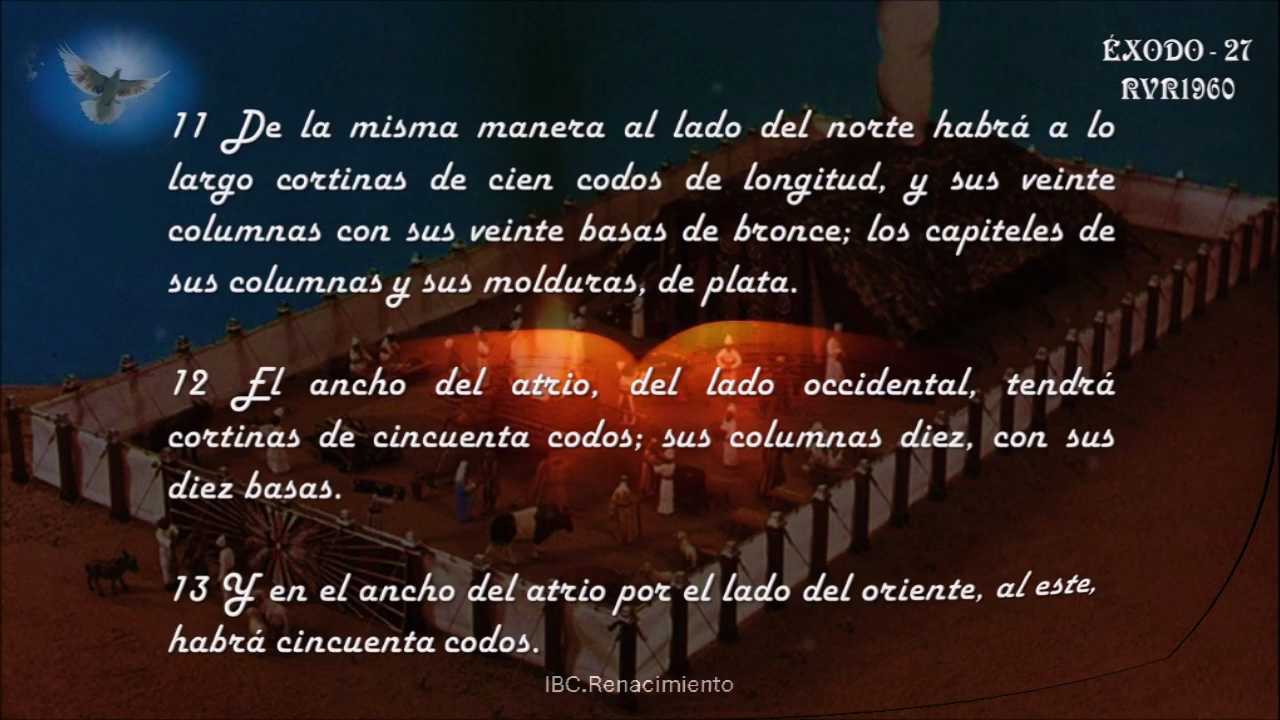 ÉXODO - 27
RVR1960
11 De la misma manera al lado del norte habrá a lo
largo cortinas de cien codos de longitud, y sus veinte
columnas con sus veinte basas de bronce; los capiteles de
sus columnas y sus molduras, de plata.
12 El ancho del atrio, del lado occidental, tendrá
cortinas de cincuenta codos; sus columnas diez, con sus
diez basas.
13 Y en el ancho del atrio por el lado del oriente, al este,
habrá cincuenta codos.
IBC.Renacimiento